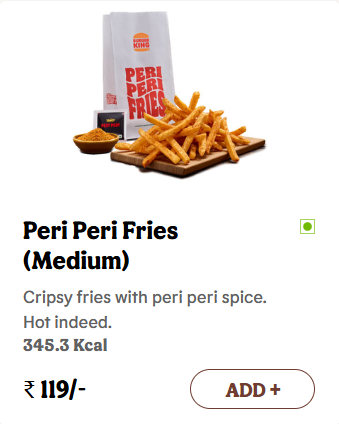 BURGER
KING
PERI
PERI
FRIES
Peri Peri Fries
(Medium)
Cripsy fries with peri peri spice.
Hot indeed.
345.3 Kcal
₹ 119/-
ADD +